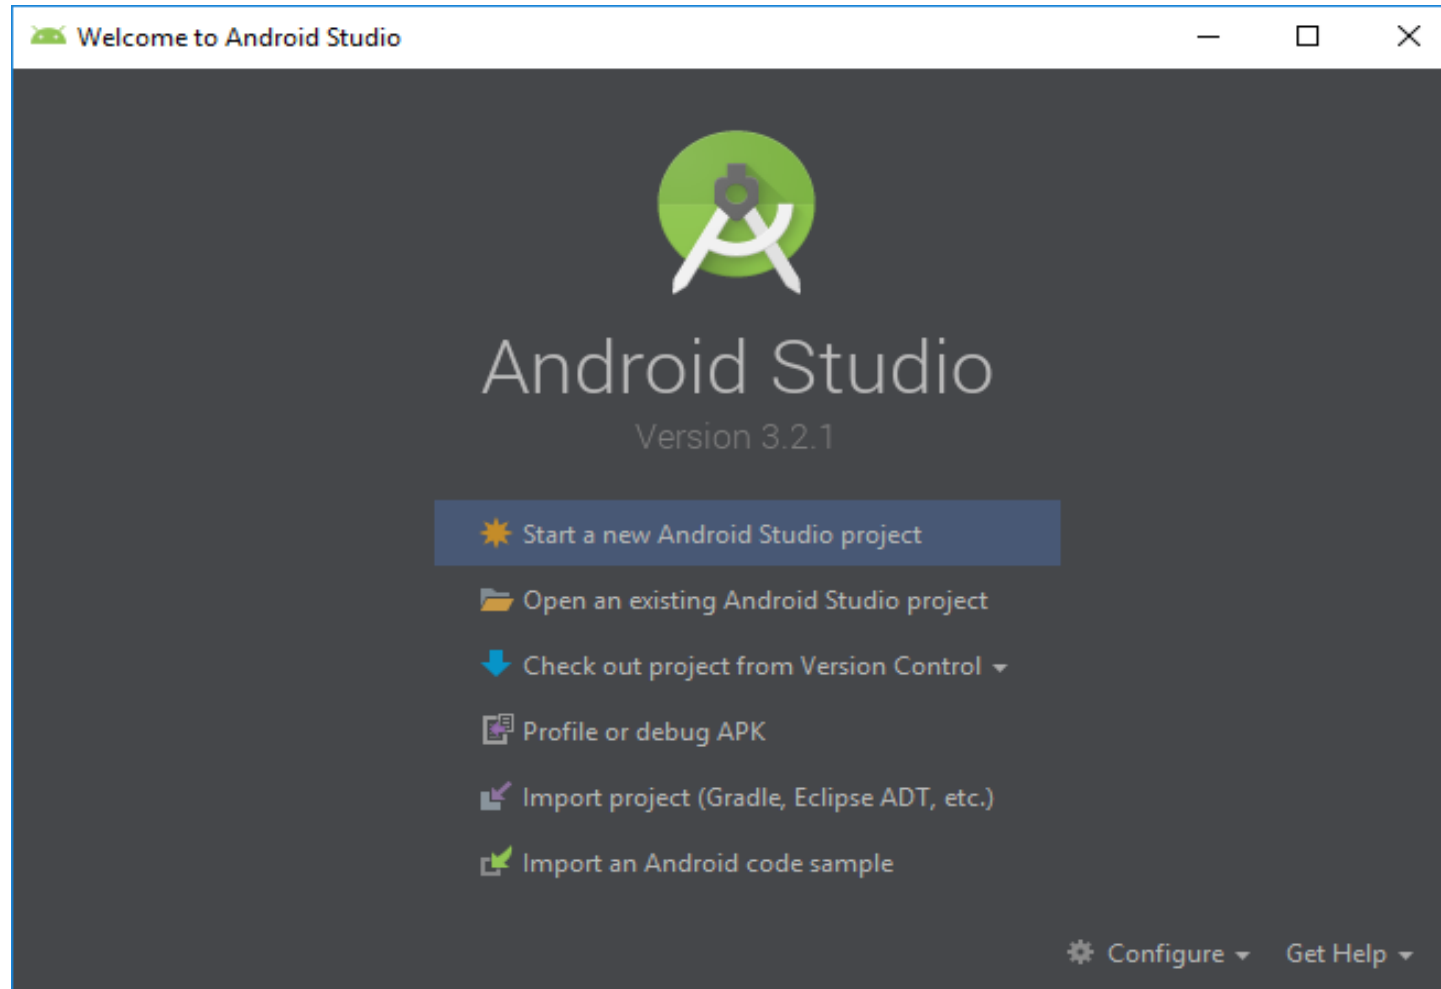 Welcome to Android Studio
Android Studio
Version 3.2.1
Start a new Android Studio project
Open an existing Android Studio project
Check out project from Version Control
Profile or debug APK
Import project (Gradle, Eclipse ADT, etc.)
Import an Android code sample
Configure Get Help